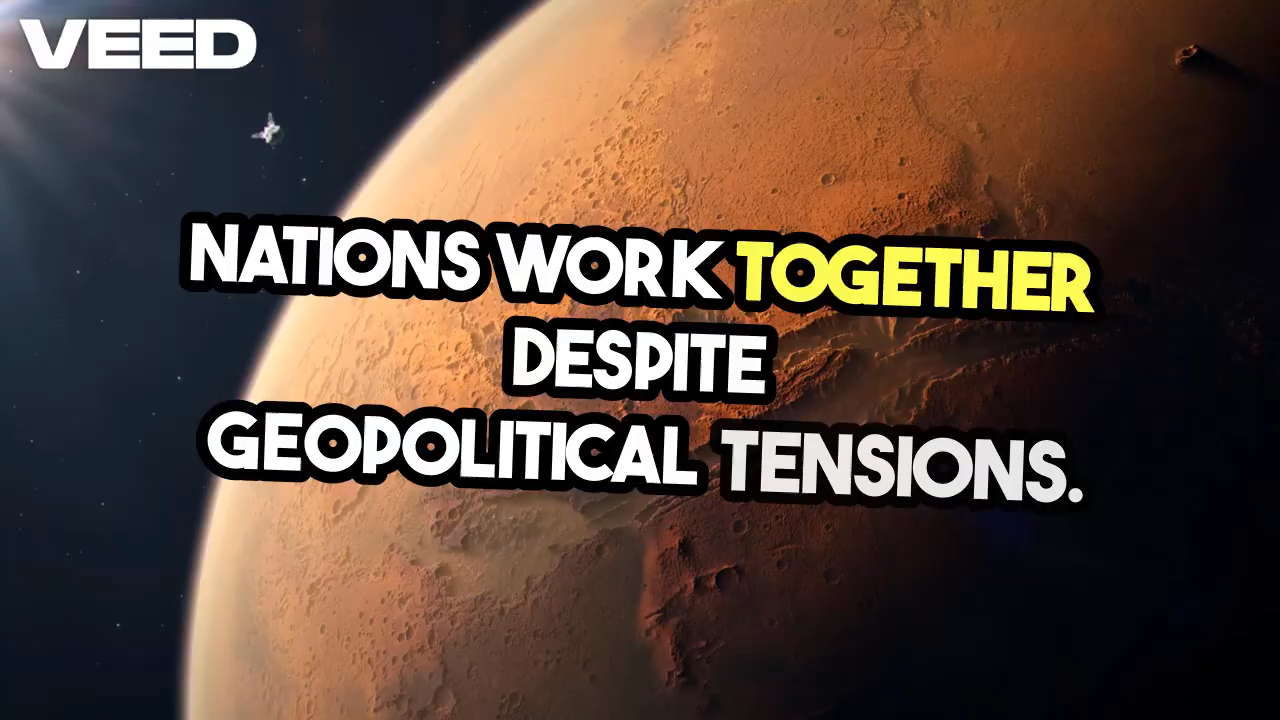 VEED
NATIONS WORK TOGETHER
DESPITE
GEOPOLITICAL TENSIONS.